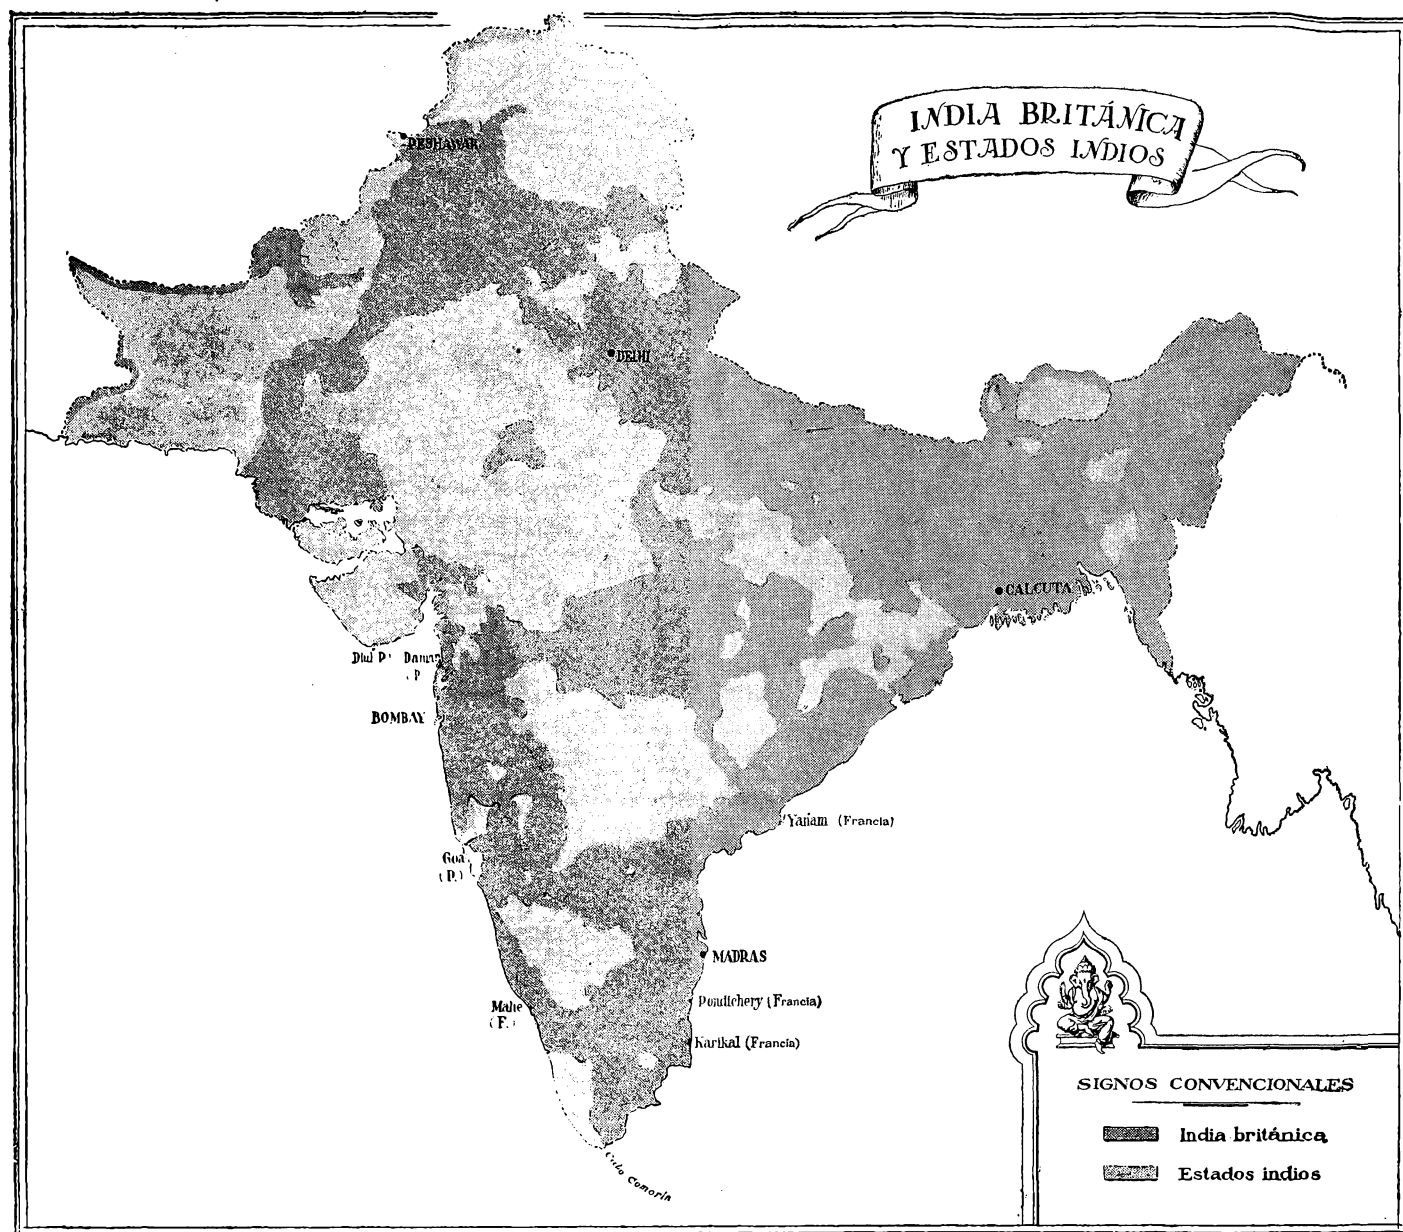 INDIA BRITÁNICA
Y ESTADOS INDIOS
PESHAWAR
DELHI
CALCUTA
Diu P.
Daman
(P
BOMBAY
Yanam (Francia)
Goa
(P.)
MADRAS
Pondichery (Francia)
Mahe
(F.)
Karikal (Francia)
Cabo Comorin
SIGNOS CONVENCIONALES
India británica
Estados indios